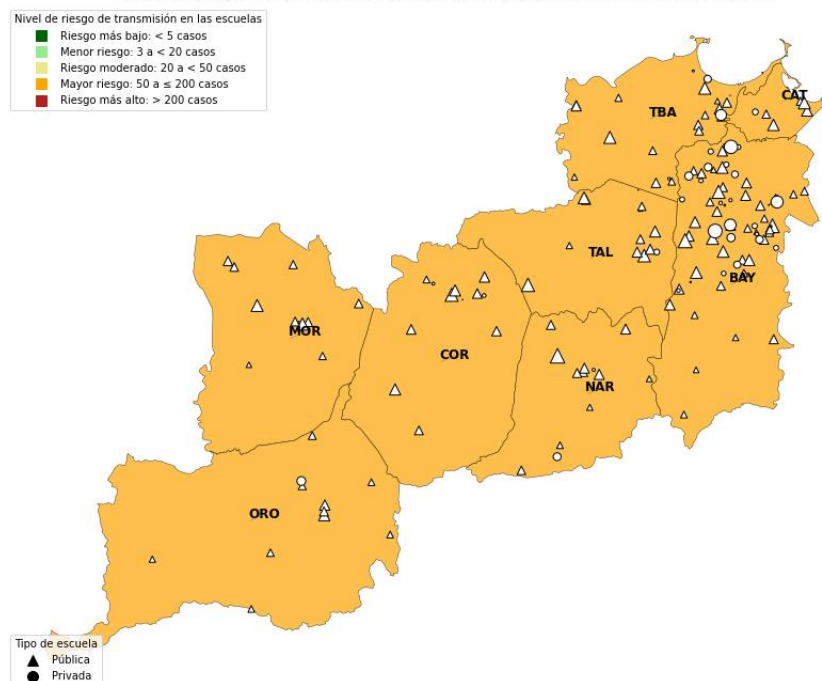 Nivel de riesgo de transmisión en las escuelas
Riesgo más bajo: < 5 casos
Menor riesgo: 3 a < 20 casos
Riesgo moderado: 20 a < 50 casos
Mayor riesgo: 50 a ≤ 200 casos
Riesgo más alto: > 200 casos
CAT
TBA
TAL
BAY
MOR
COR
NAR
ORO
Tipo de escuela
Pública
Privada